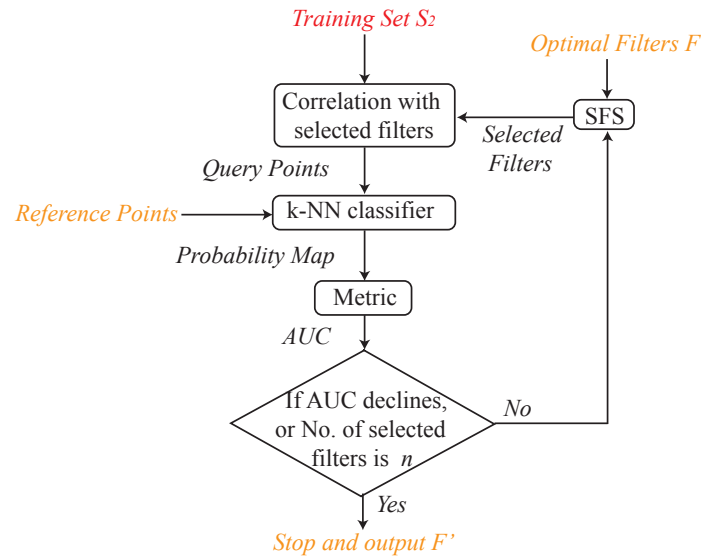 Training Set S2
Optimal Filters F
Correlation with
selected filters
SFS
Selected
Filters
Query Points
Reference Points
k-NN classifier
Probability Map
Metric
AUC
If AUC declines,
or No. of selected
filters is n
No
Yes
Stop and output F'